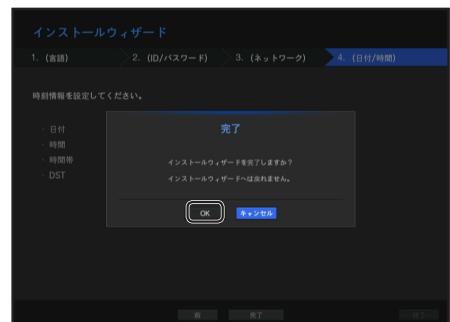 インストールウィザード
1. (言語)
2. (ID/パスワード)
3. (ネットワーク)
4. (日付/時間)
時刻情報を設定してください。
· 日付
· 時間
· 時間帯
· DST
完了
インストールウィザードを完了しますか？
インストールウィザードへは戻れません。
OK
キャンセル
前
完了
終了